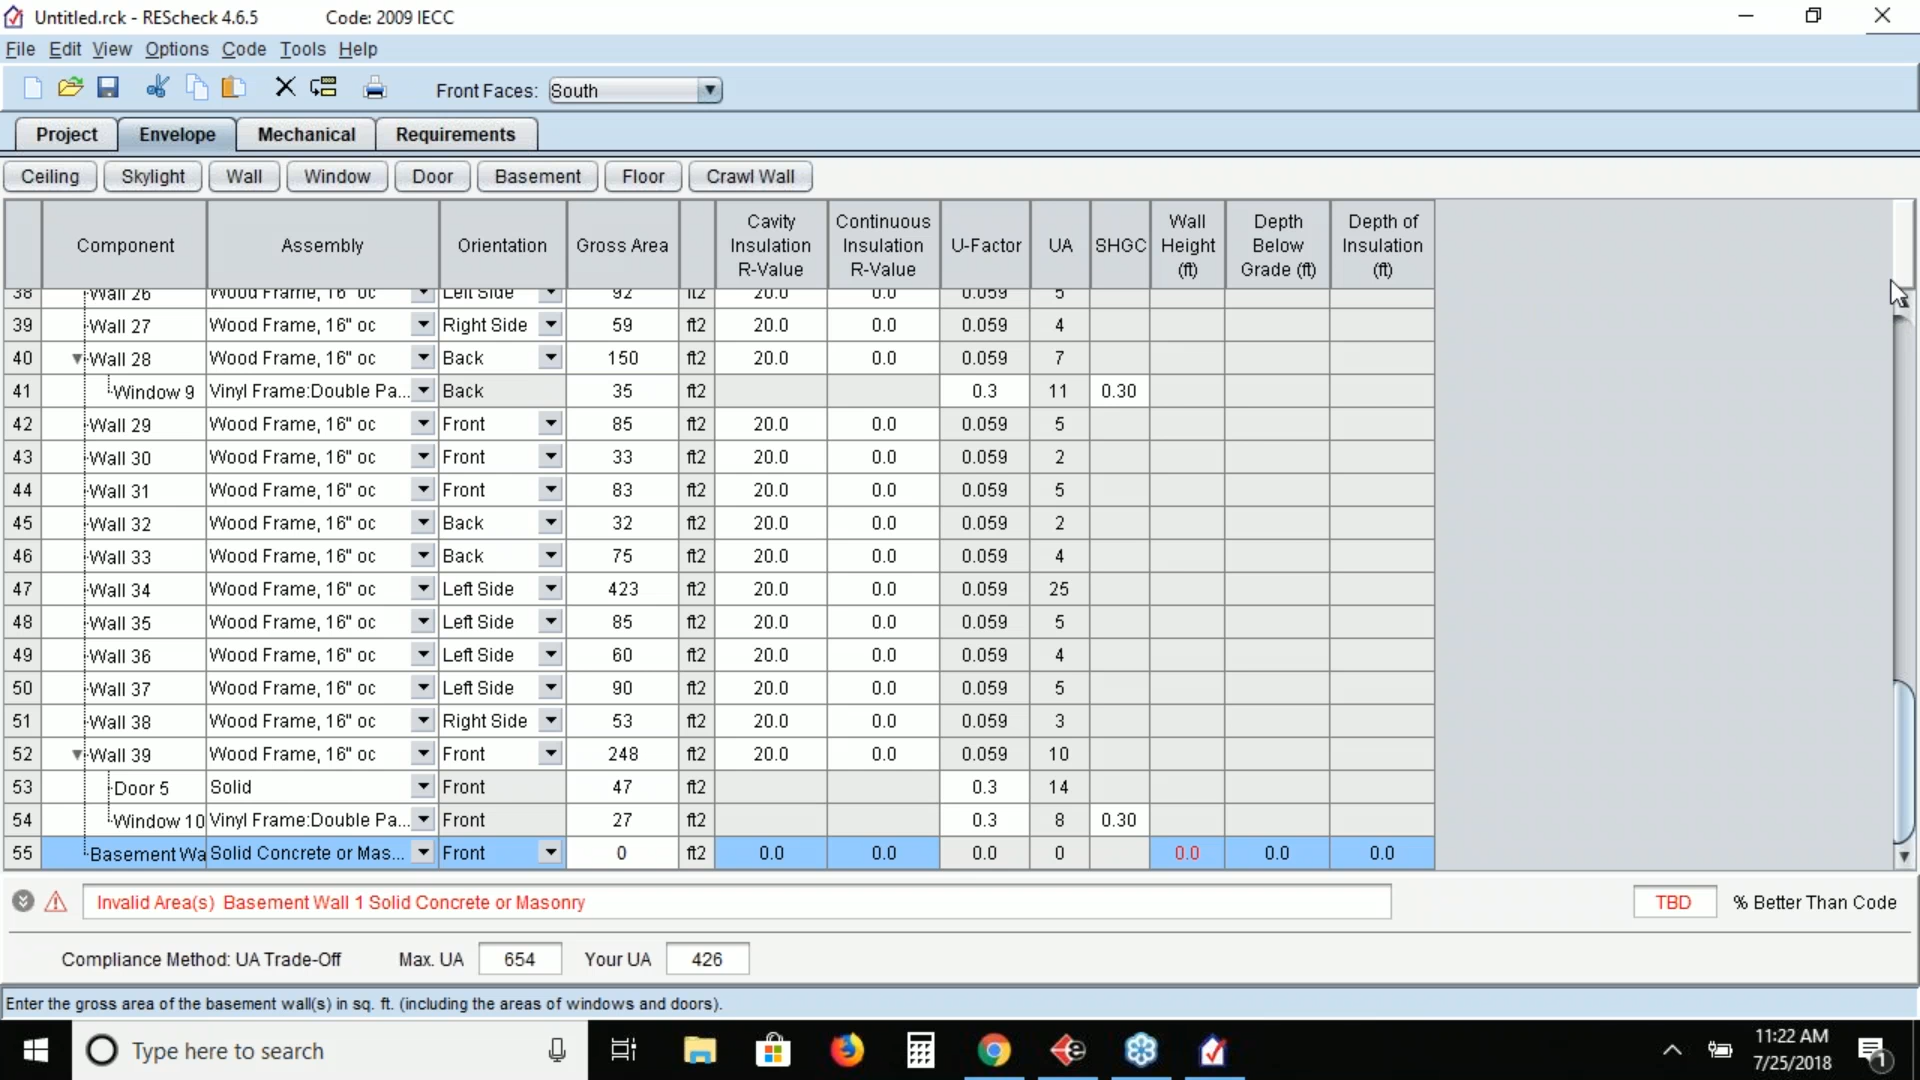 Untitled.rck - REScheck 4.6.5 Code: 2009 IECC
File Edit View Options Code Tools Help
Front Faces: South
Project Envelope Mechanical Requirements
Ceiling Skylight Wall Window Door Basement Floor Crawl Wall
Component Assembly Orientation Gross Area Cavity Insulation R-Value Continuous Insulation R-Value U-Factor UA SHGC Wall Height (ft) Depth Below Grade (ft) Depth of Insulation (ft)
38 Wall 26 Wood Frame, 16" oc Left Side 92 ft2 20.0 0.0 0.059 5
39 Wall 27 Wood Frame, 16" oc Right Side 59 ft2 20.0 0.0 0.059 4
40 Wall 28 Wood Frame, 16" oc Back 150 ft2 20.0 0.0 0.059 7
41 Window 9 Vinyl Frame:Double Pa... Back 35 ft2 0.3 11 0.30
42 Wall 29 Wood Frame, 16" oc Front 85 ft2 20.0 0.0 0.059 5
43 Wall 30 Wood Frame, 16" oc Front 33 ft2 20.0 0.0 0.059 2
44 Wall 31 Wood Frame, 16" oc Front 83 ft2 20.0 0.0 0.059 5
45 Wall 32 Wood Frame, 16" oc Back 32 ft2 20.0 0.0 0.059 2
46 Wall 33 Wood Frame, 16" oc Back 75 ft2 20.0 0.0 0.059 4
47 Wall 34 Wood Frame, 16" oc Left Side 423 ft2 20.0 0.0 0.059 25
48 Wall 35 Wood Frame, 16" oc Left Side 85 ft2 20.0 0.0 0.059 5
49 Wall 36 Wood Frame, 16" oc Left Side 60 ft2 20.0 0.0 0.059 4
50 Wall 37 Wood Frame, 16" oc Left Side 90 ft2 20.0 0.0 0.059 5
51 Wall 38 Wood Frame, 16" oc Right Side 53 ft2 20.0 0.0 0.059 3
52 Wall 39 Wood Frame, 16" oc Front 248 ft2 20.0 0.0 0.059 10
53 Door 5 Solid Front 47 ft2 0.3 14
54 Window 10 Vinyl Frame:Double Pa... Front 27 ft2 0.3 8 0.30
55 Basement Wa Solid Concrete or Mas... Front 0 ft2 0.0 0.0 0.0 0 0.0 0.0 0.0
Invalid Area(s) Basement Wall 1 Solid Concrete or Masonry TBD % Better Than Code
Compliance Method: UA Trade-Off Max. UA 654 Your UA 426
Enter the gross area of the basement wall(s) in sq. ft. (including the areas of windows and doors).
Type here to search
11:22 AM
7/25/2018
1